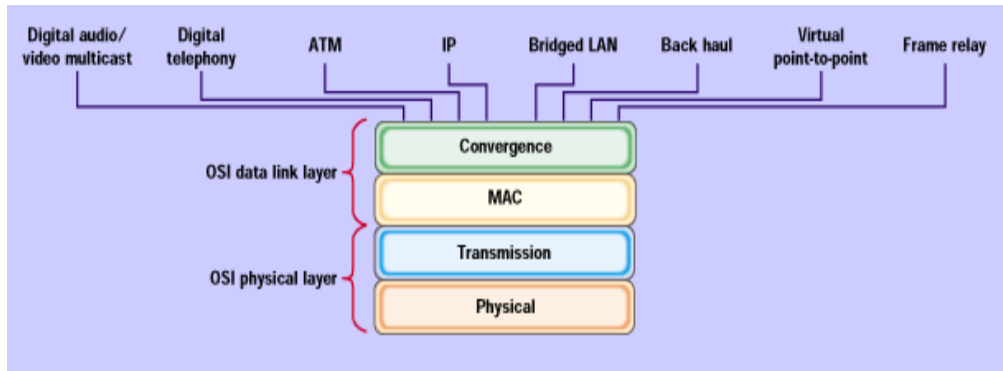 Digital audio/
video multicast
Digital
telephony
ATM
IP
Bridged LAN
Back haul
Virtual
point-to-point
Frame relay
Convergence
OSI data link layer
MAC
Transmission
OSI physical layer
Physical